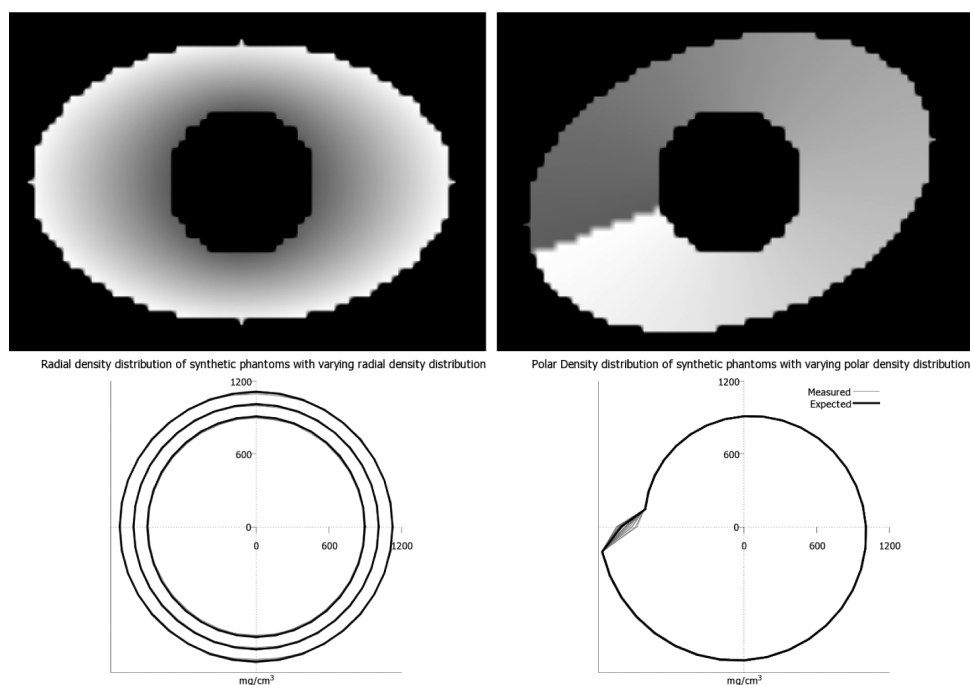 Radial density distribution of synthetic phantoms with varying radial density distribution
Polar Density distribution of synthetic phantoms with varying polar density distribution
1200
600
0
0
600
1200
mg/cm³
1200
Measured
Expected
600
0
0
600
1200
mg/cm³